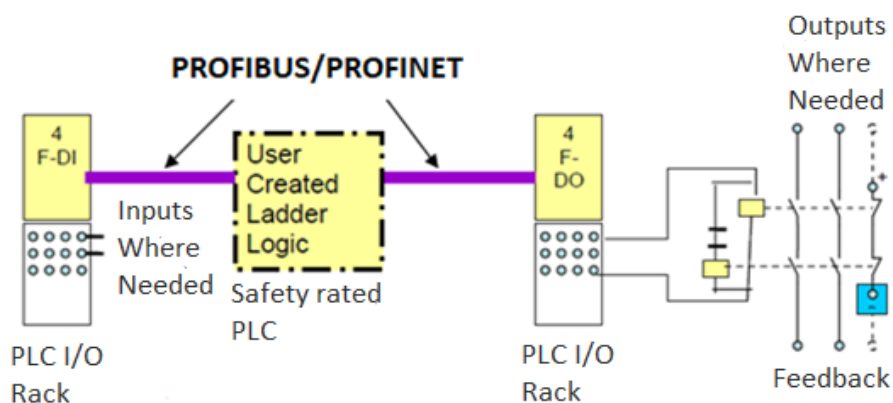 PROFIBUS/PROFINET
Outputs
Where
Needed
4
F-DI
User
Created
Ladder
Logic
4
F-
DO
+
Inputs
Where
Needed
Safety rated
PLC
-
PLC I/O
Rack
PLC I/O
Rack
Feedback